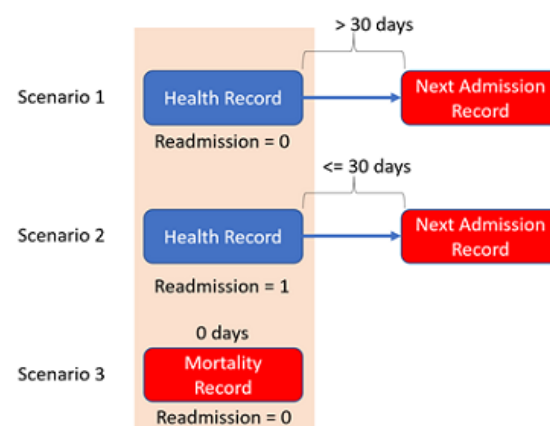 > 30 days
Scenario 1
Health Record
Next Admission
Record
Readmission = 0
<= 30 days
Scenario 2
Health Record
Next Admission
Record
Readmission = 1
0 days
Scenario 3
Mortality
Record
Readmission = 0